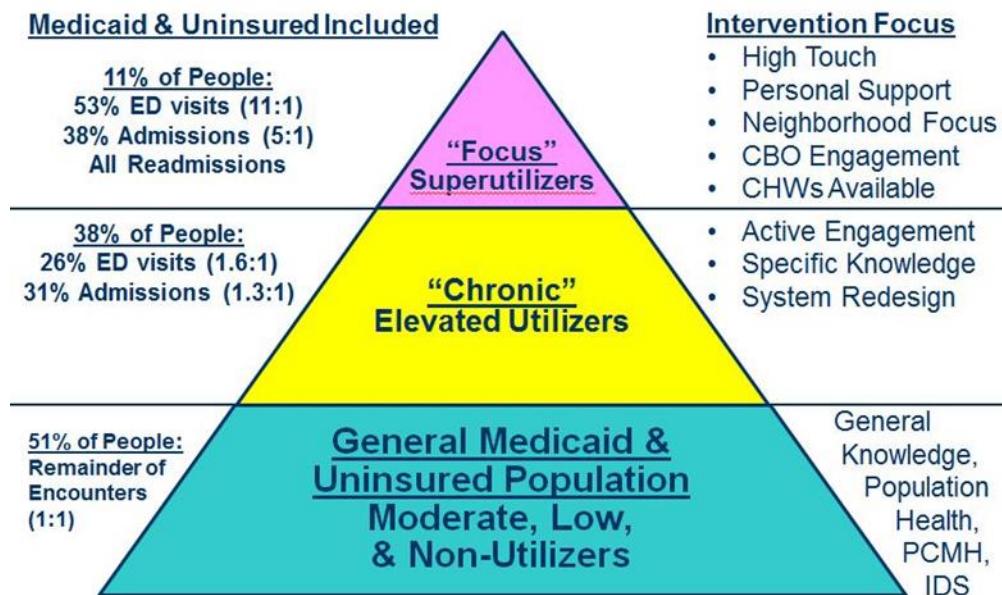 Medicaid & Uninsured Included
11% of People:
53% ED visits (11:1)
38% Admissions (5:1)
All Readmissions
"Focus"
Superutilizers
Intervention Focus
• High Touch
• Personal Support
• Neighborhood Focus
• CBO Engagement
• CHWs Available
38% of People:
26% ED visits (1.6:1)
31% Admissions (1.3:1)
"Chronic"
Elevated Utilizers
• Active Engagement
• Specific Knowledge
• System Redesign
51% of People:
Remainder of
Encounters
(1:1)
General Medicaid &
Uninsured Population
Moderate, Low,
& Non-Utilizers
General
Knowledge,
Population
Health,
PCMH,
IDS